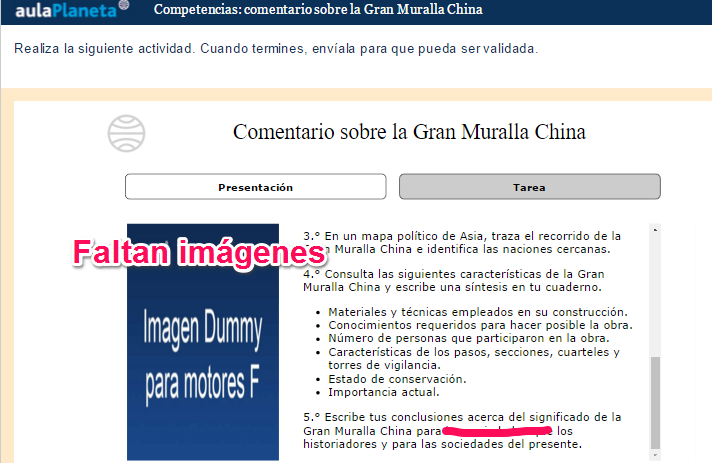 aulaPlaneta
Competencias: comentario sobre la Gran Muralla China
Realiza la siguiente actividad. Cuando termines, envíala para que pueda ser validada.
Comentario sobre la Gran Muralla China
Presentación
Tarea
Faltan imágenes
Imagen Dummy
para motores F
3.º En un mapa político de Asia, traza el recorrido de la
Muralla China e identifica las naciones cercanas.
4.º Consulta las siguientes características de la Gran
Muralla China y escribe una síntesis en tu cuaderno.
• Materiales y técnicas empleados en su construcción.
• Conocimientos requeridos para hacer posible la obra.
• Número de personas que participaron en la obra.
• Características de los pasos, secciones, cuarteles y
torres de vigilancia.
• Estado de conservación.
• Importancia actual.
5.º Escribe tus conclusiones acerca del significado de la
Gran Muralla China para los
historiadores y para las sociedades del presente.